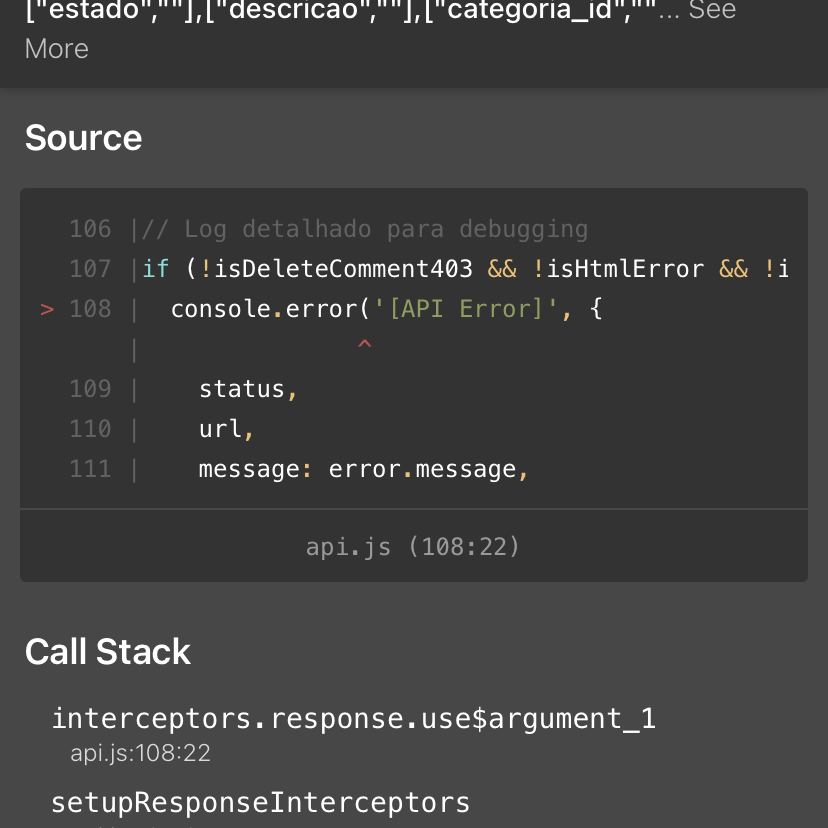 ["estado",""],["descricao",""],["categoria_id",""... See
More
Source
106 |// Log detalhado para debugging
107 |if (!isDeleteComment403 && !isHtmlError && !i
> 108 |  console.error('[API Error]', {
|               ^
109 |    status,
110 |    url,
111 |    message: error.message,
api.js (108:22)
Call Stack
interceptors.response.use$argument_1
api.js:108:22
setupResponseInterceptors